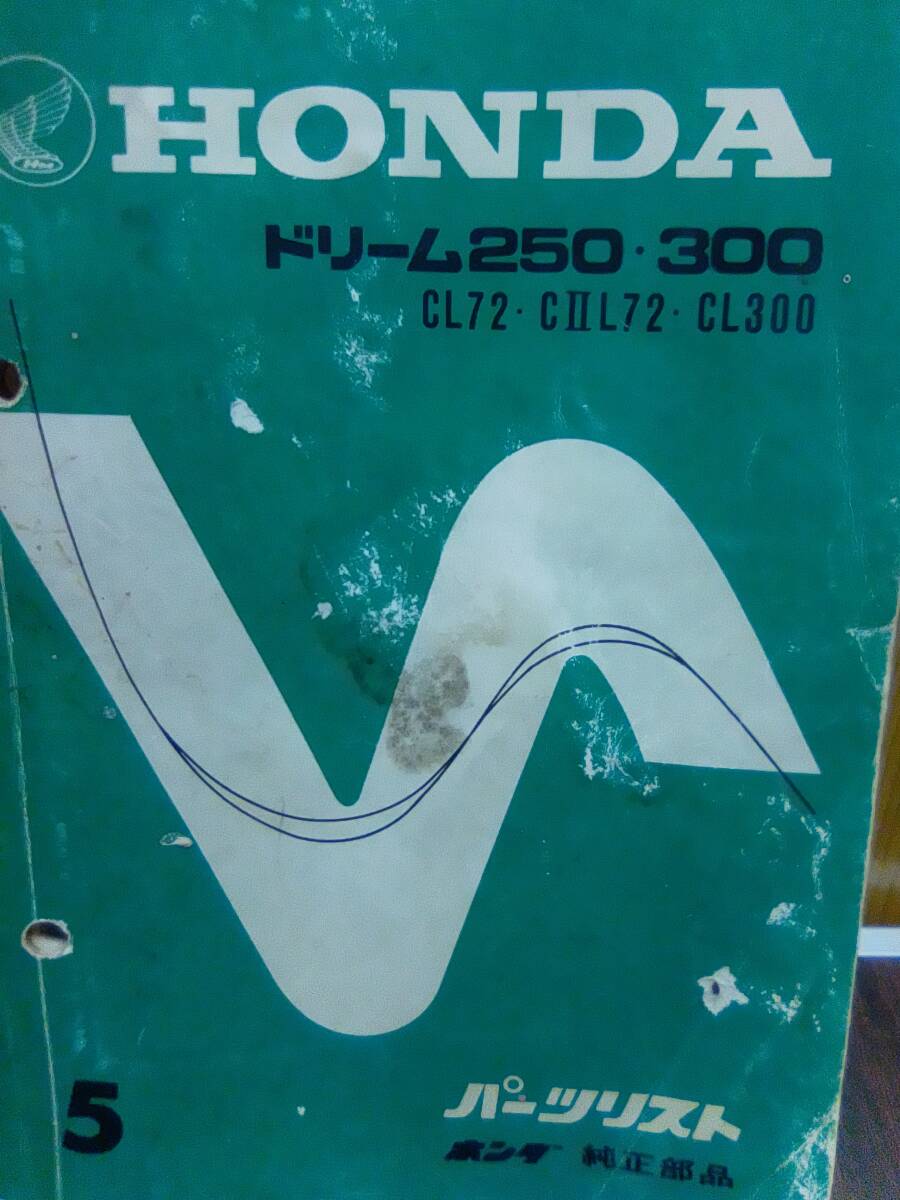 HONDA
ドリーム250・300
CL72・CⅡL72・CL300
5
パーツリスト
ホンダ 純正部品